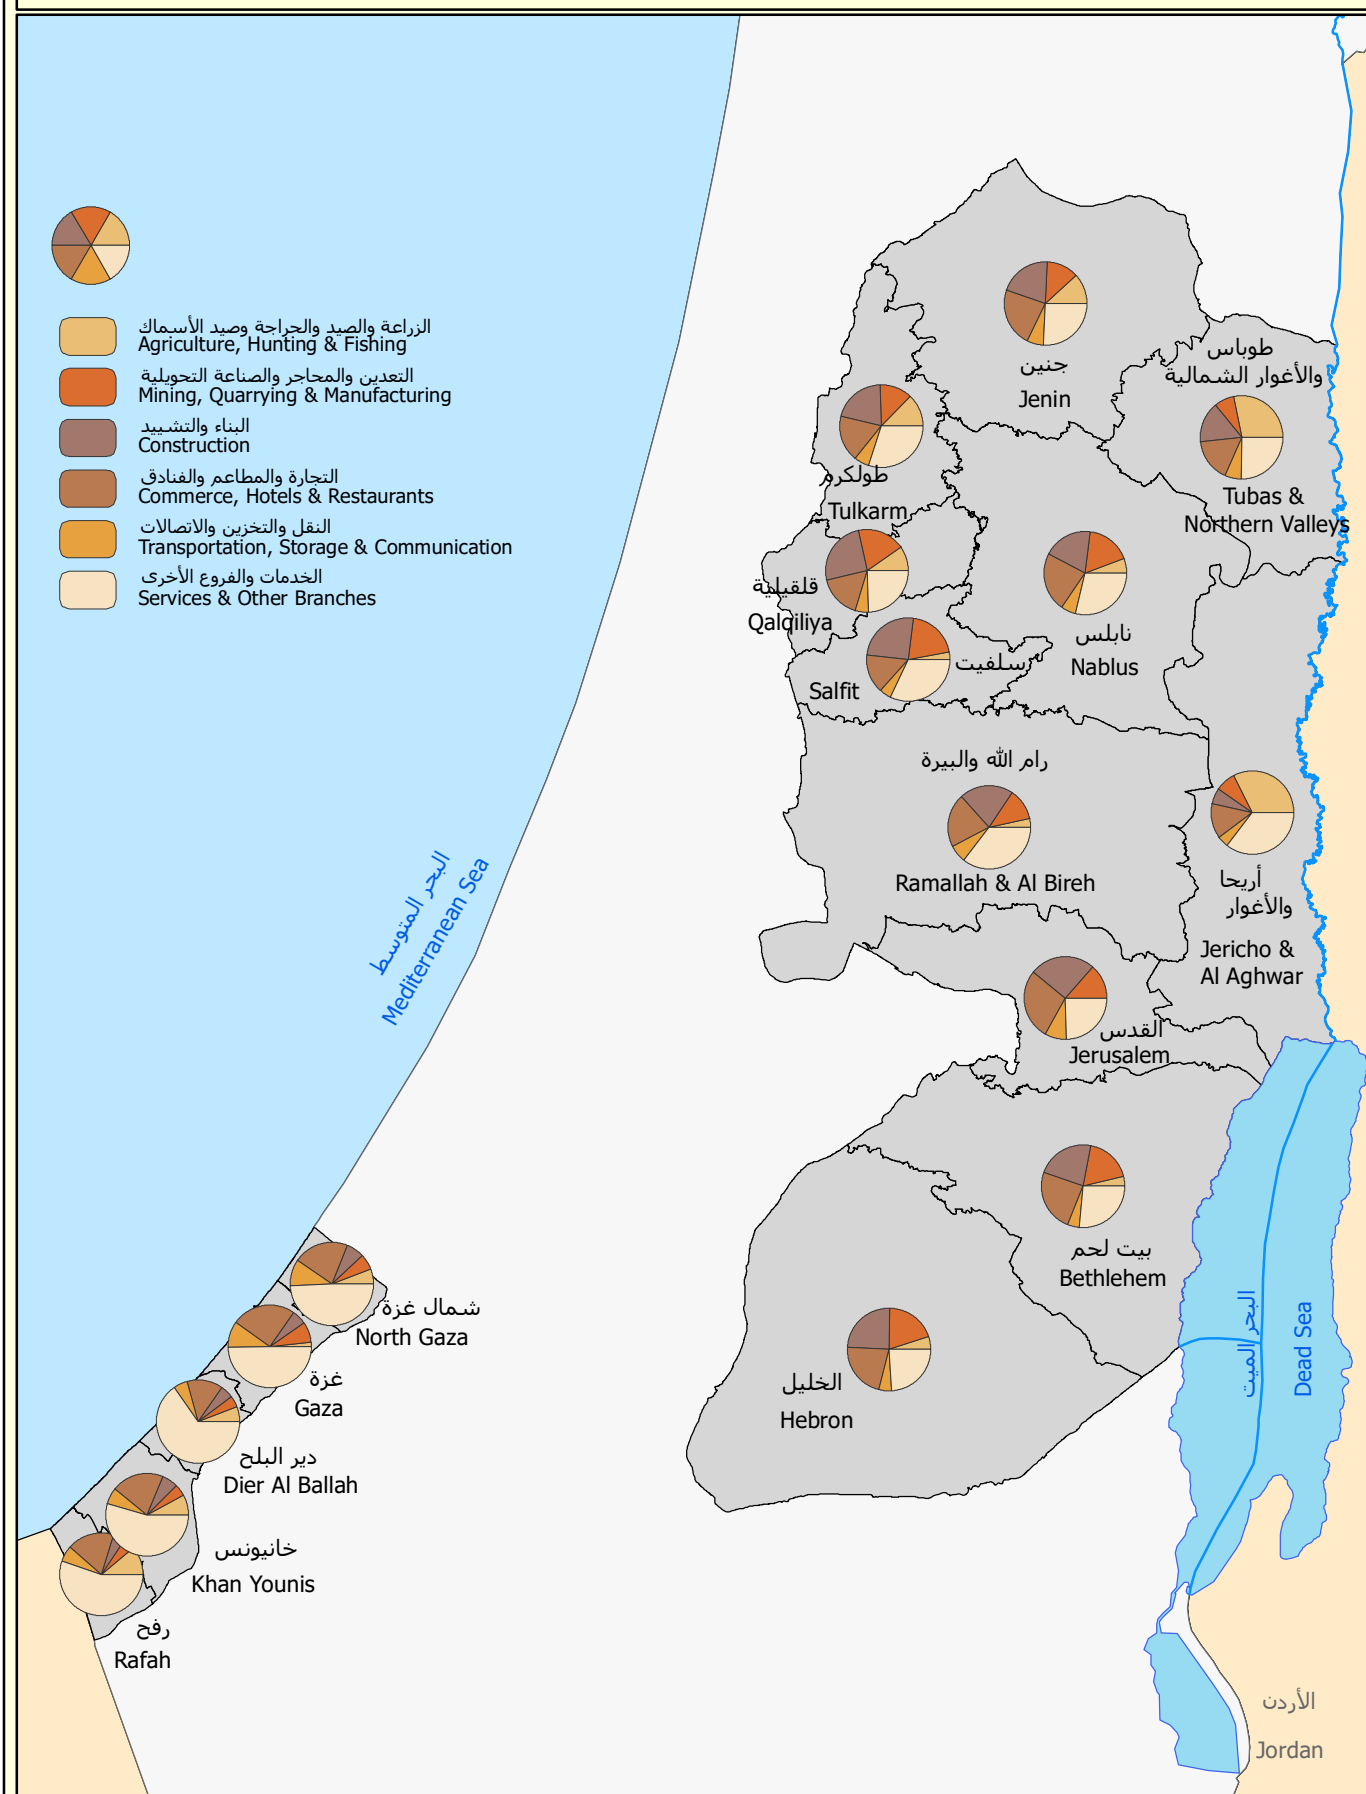 الزراعة والصيد والحراجة وصيد الأسماك
Agriculture, Hunting & Fishing
التعدين والمحاجر والصناعة التحويلية
Mining, Quarrying & Manufacturing
البناء والتشييد
Construction
التجارة والمطاعم والفنادق
Commerce, Hotels & Restaurants
النقل والتخزين والاتصالات
Transportation, Storage & Communication
الخدمات والفروع الأخرى
Services & Other Branches
جنين
Jenin
طوباس
والأغوار الشمالية
Tubas &
Northern Valleys
طولكرم
Tulkarm
قلقيلية
Qalqiliya
نابلس
Nablus
سلفيت
Salfit
رام الله والبيرة
Ramallah & Al Bireh
أريحا
والأغوار
Jericho &
Al Aghwar
القدس
Jerusalem
بيت لحم
Bethlehem
الخليل
Hebron
البحر المتوسط
Mediterranean Sea
شمال غزة
North Gaza
غزة
Gaza
دير البلح
Dier Al Ballah
خانيونس
Khan Younis
رفح
Rafah
البحر الميت
Dead Sea
الأردن
Jordan